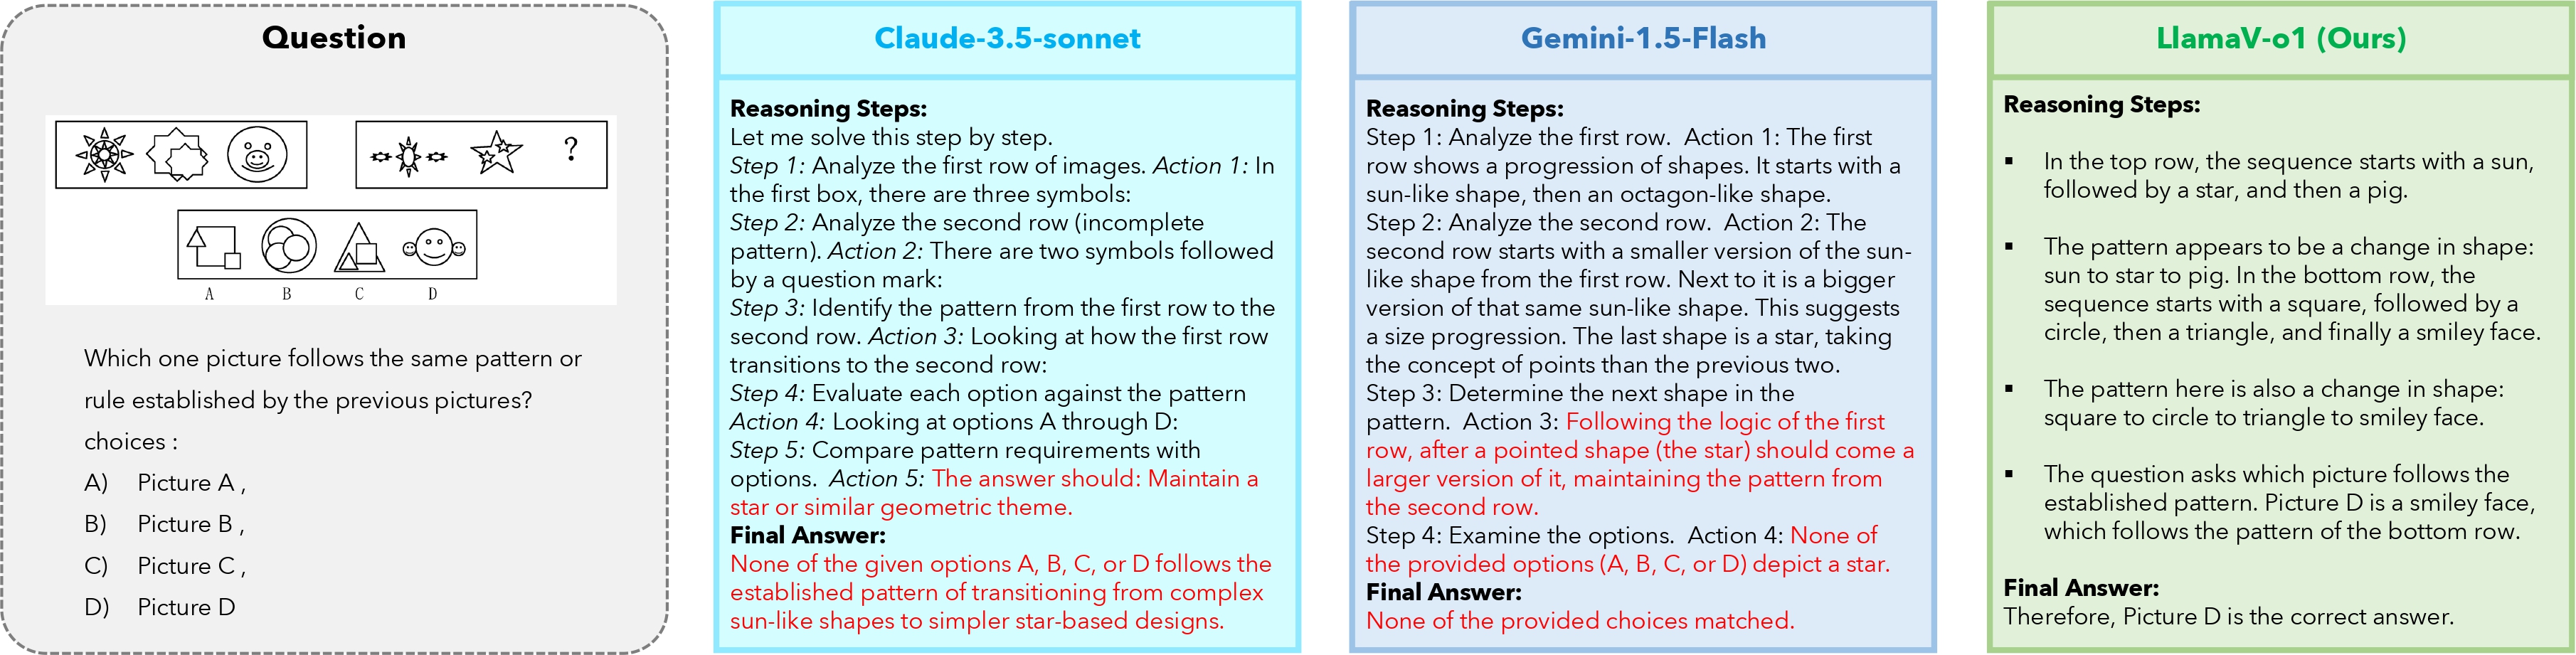 Question
?
A B C D
Which one picture follows the same pattern or
rule established by the previous pictures?
choices :
A) Picture A ,
B) Picture B ,
C) Picture C ,
D) Picture D
Claude-3.5-sonnet
Reasoning Steps:
Let me solve this step by step.
Step 1: Analyze the first row of images. Action 1: In
the first box, there are three symbols:
Step 2: Analyze the second row (incomplete
pattern). Action 2: There are two symbols followed
by a question mark:
Step 3: Identify the pattern from the first row to the
second row. Action 3: Looking at how the first row
transitions to the second row:
Step 4: Evaluate each option against the pattern
Action 4: Looking at options A through D:
Step 5: Compare pattern requirements with
options. Action 5: The answer should: Maintain a
star or similar geometric theme.
Final Answer:
None of the given options A, B, C, or D follows the
established pattern of transitioning from complex
sun-like shapes to simpler star-based designs.
Gemini-1.5-Flash
Reasoning Steps:
Step 1: Analyze the first row. Action 1: The first
row shows a progression of shapes. It starts with a
sun-like shape, then an octagon-like shape.
Step 2: Analyze the second row. Action 2: The
second row starts with a smaller version of the sun-
like shape from the first row. Next to it is a bigger
version of that same sun-like shape. This suggests
a size progression. The last shape is a star, taking
the concept of points than the previous two.
Step 3: Determine the next shape in the
pattern. Action 3: Following the logic of the first
row, after a pointed shape (the star) should come a
larger version of it, maintaining the pattern from
the second row.
Step 4: Examine the options. Action 4: None of
the provided options (A, B, C, or D) depict a star.
Final Answer:
None of the provided choices matched.
LlamaV-o1 (Ours)
Reasoning Steps:
▪ In the top row, the sequence starts with a sun,
followed by a star, and then a pig.
▪ The pattern appears to be a change in shape:
sun to star to pig. In the bottom row, the
sequence starts with a square, followed by a
circle, then a triangle, and finally a smiley face.
▪ The pattern here is also a change in shape:
square to circle to triangle to smiley face.
▪ The question asks which picture follows the
established pattern. Picture D is a smiley face,
which follows the pattern of the bottom row.
Final Answer:
Therefore, Picture D is the correct answer.